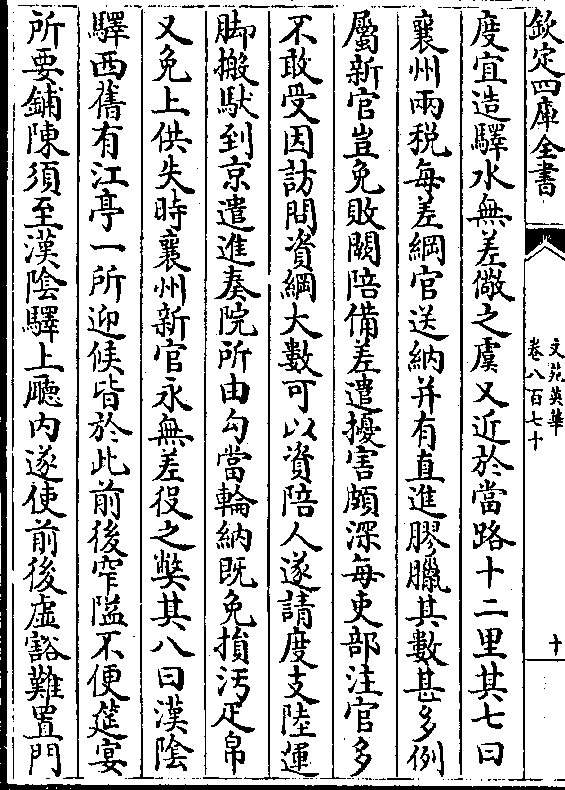 欽定四庫全書
文苑英華
卷八百七十
十
度宜造驛水無差儆之虞又近於當路十二里其七曰
襄州兩税每差綱官送納并有直進膠臘其數甚多例
屬新官豈免敗闕陪備差遣擾害頗深每吏部注官多
不敢受因訪問資綱大數可以資陪人遂請度支陸運
脚搬馱到京遣進奏院所由勾當輪納既免損汚疋帛
又免上供失時襄州新官永無差役之獘其八曰漢陰
驛西舊有江亭一所迎候皆於此前後窄隘不便筵宴
所要鋪陳須至漢陰驛上廳内遂使前後虚豁難置門